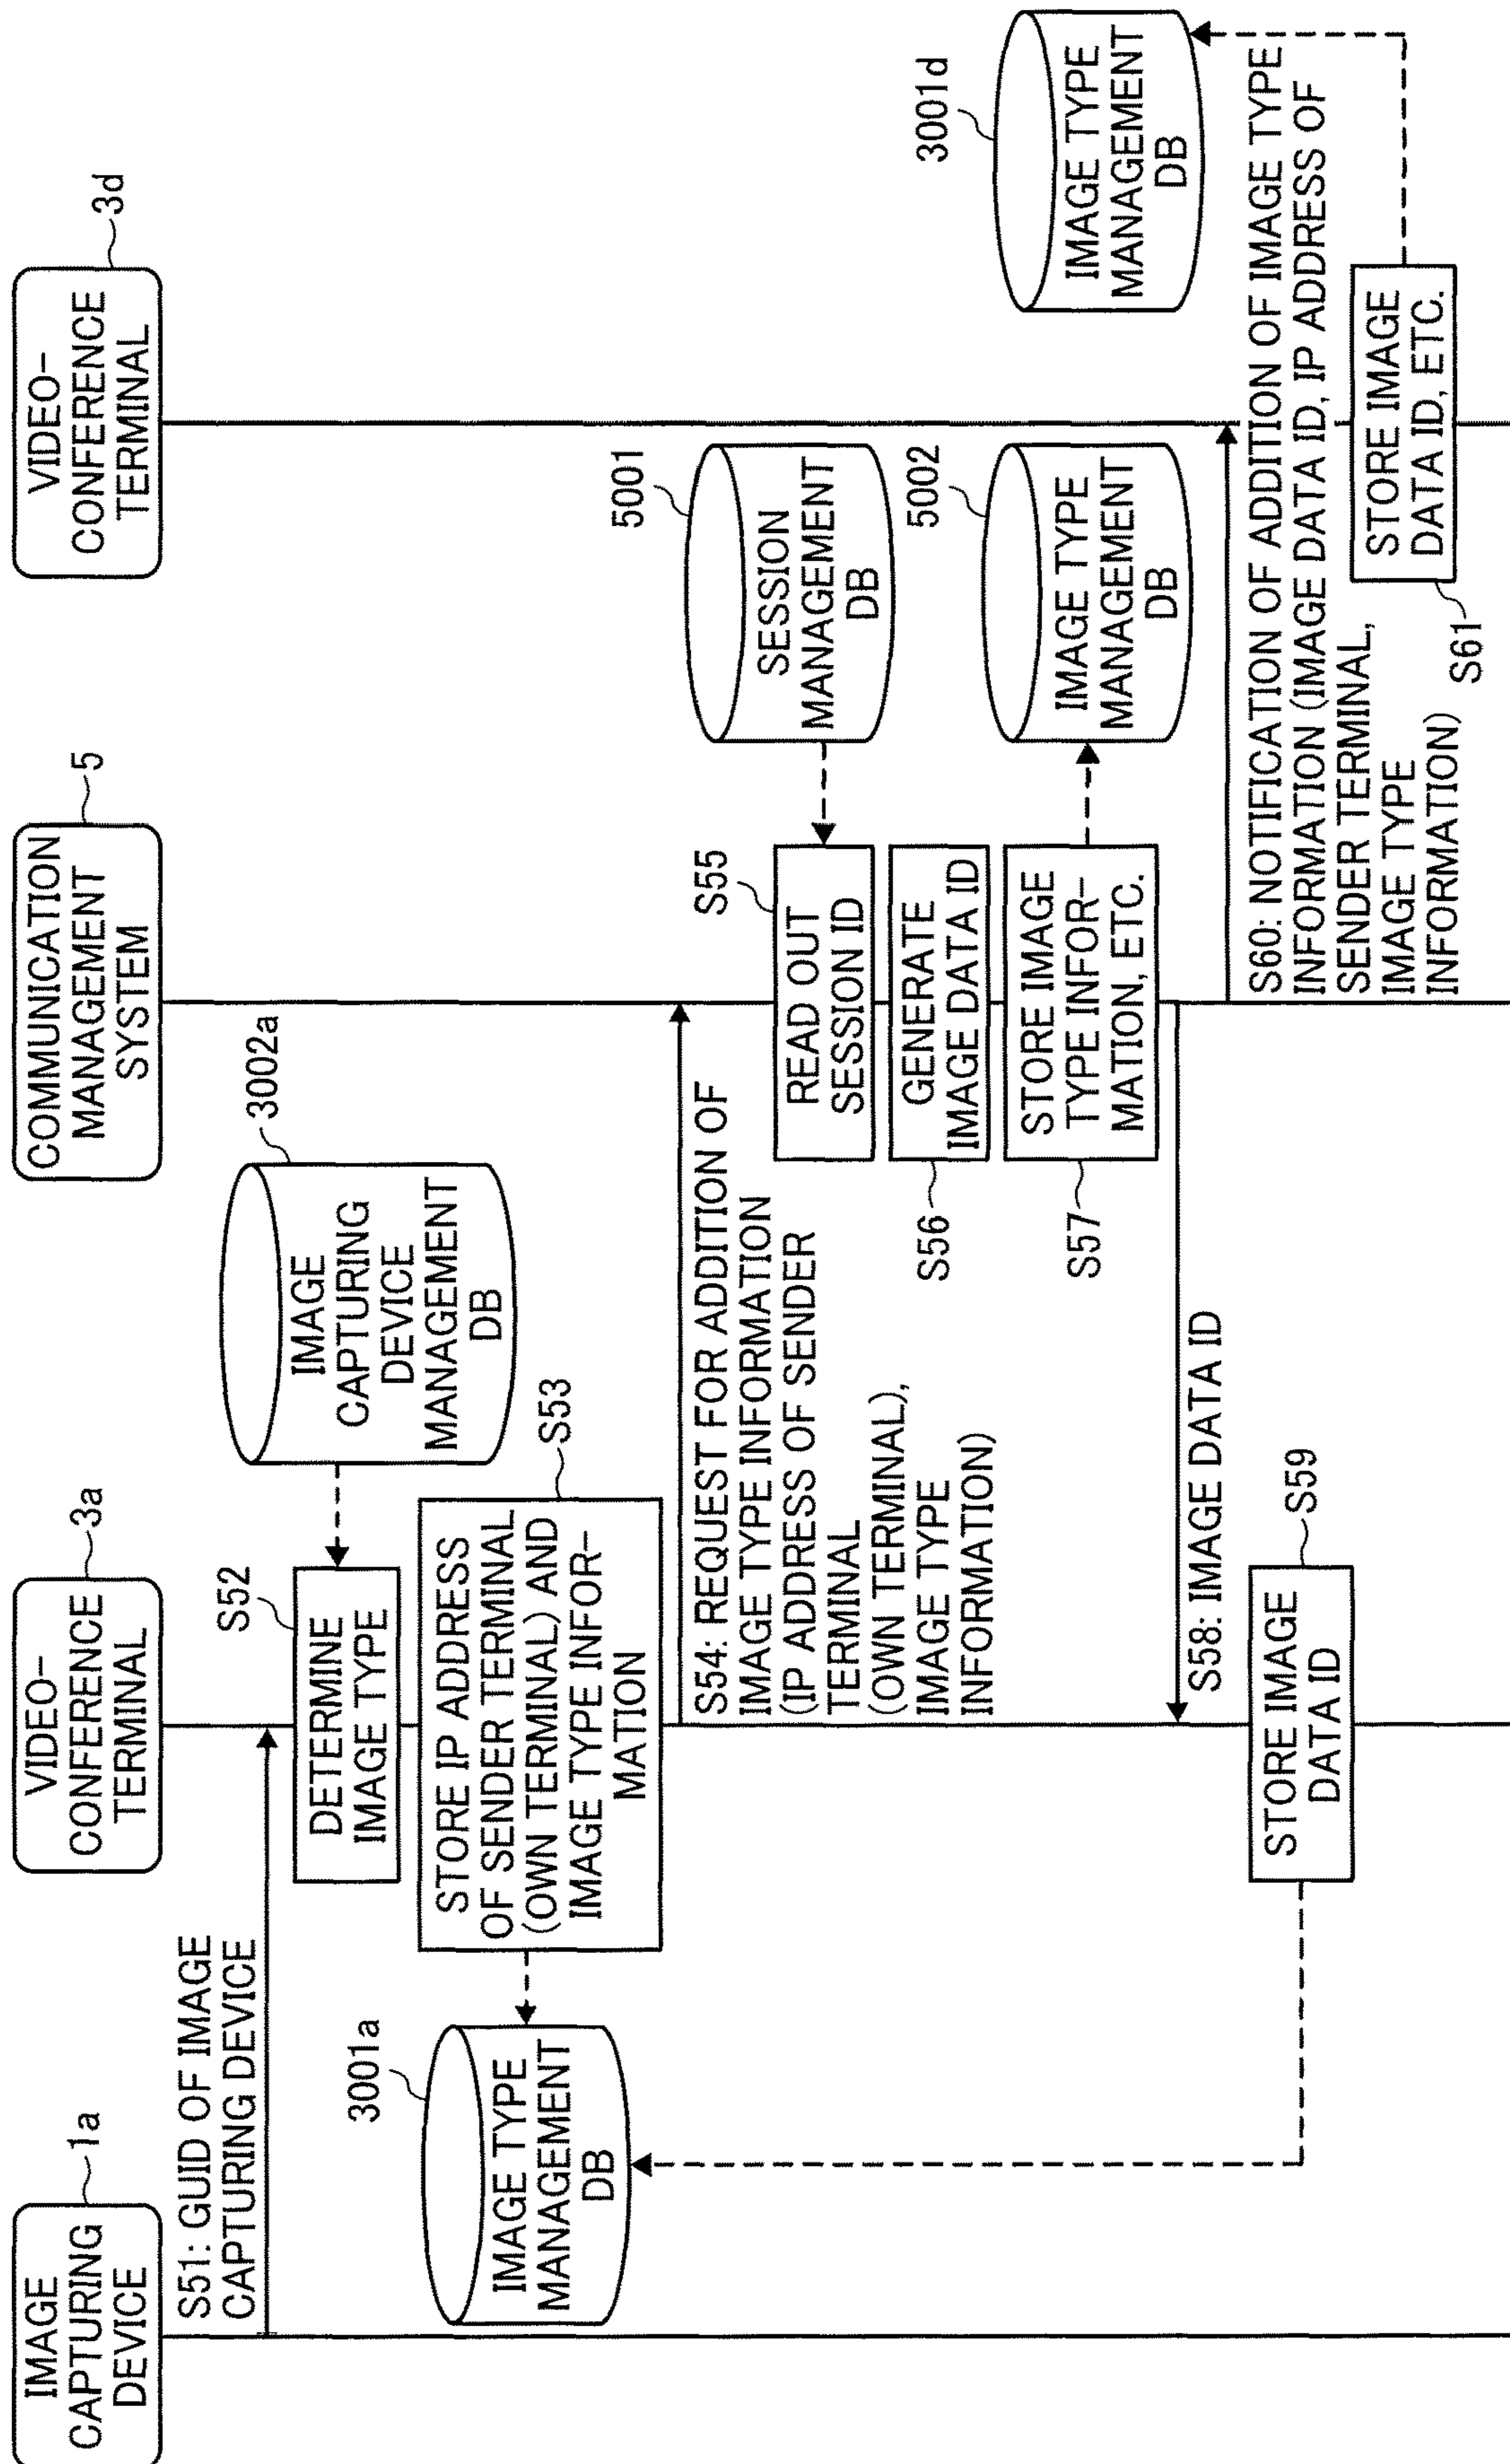 IMAGE
CAPTURING
DEVICE
1a
VIDEO-
CONFERENCE
TERMINAL
3a
COMMUNICATION
MANAGEMENT
SYSTEM
5
VIDEO-
CONFERENCE
TERMINAL
3d
S51: GUID OF IMAGE
CAPTURING DEVICE
S52
DETERMINE
IMAGE TYPE
3002a
IMAGE
CAPTURING
DEVICE
MANAGEMENT
DB
S53
STORE IP ADDRESS
OF SENDER TERMINAL
(OWN TERMINAL) AND
IMAGE TYPE INFOR-
MATION
3001a
IMAGE TYPE
MANAGEMENT
DB
S54: REQUEST FOR ADDITION OF
IMAGE TYPE INFORMATION
(IP ADDRESS OF SENDER
TERMINAL
(OWN TERMINAL),
IMAGE TYPE
INFORMATION)
S55
READ OUT
SESSION ID
5001
SESSION
MANAGEMENT
DB
S56
GENERATE
IMAGE DATA ID
S57
STORE IMAGE
TYPE INFOR-
MATION, ETC.
5002
IMAGE TYPE
MANAGEMENT
DB
S58: IMAGE DATA ID
S59
STORE IMAGE
DATA ID
S60: NOTIFICATION OF ADDITION OF IMAGE TYPE
INFORMATION (IMAGE DATA ID, IP ADDRESS OF
SENDER TERMINAL,
IMAGE TYPE
INFORMATION)
3001d
IMAGE TYPE
MANAGEMENT
DB
S61
STORE IMAGE
DATA ID, ETC.